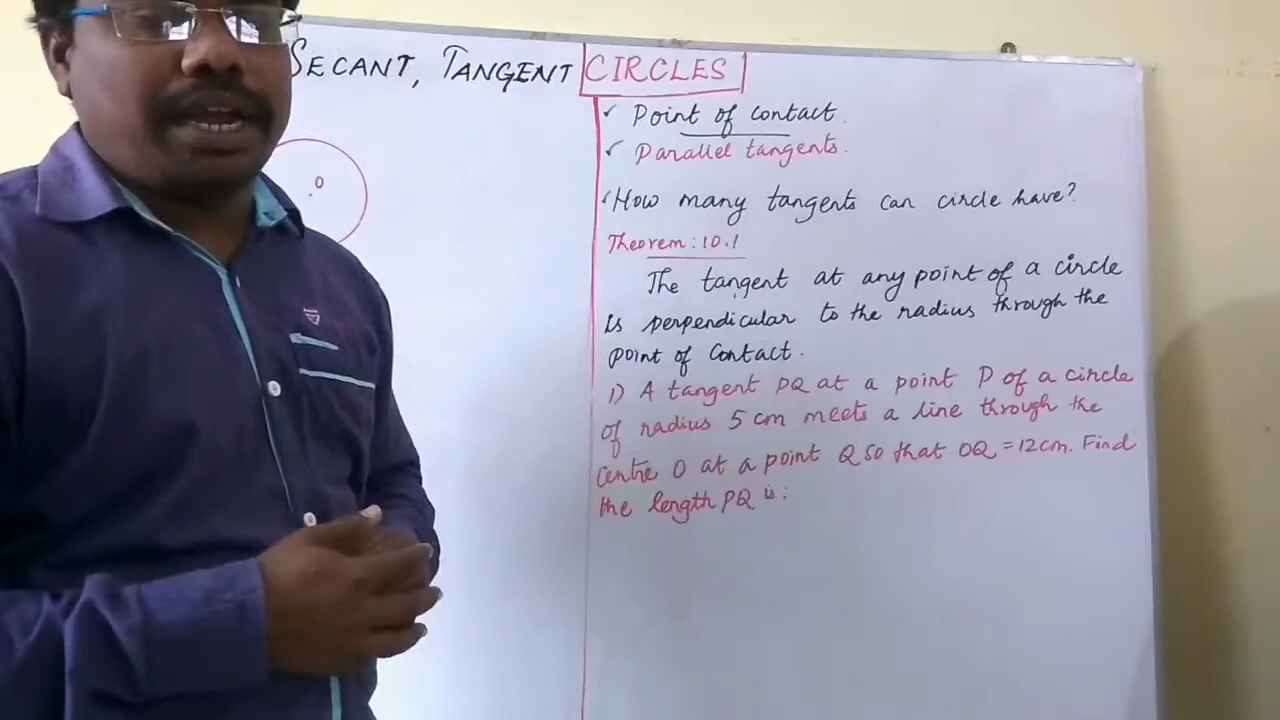 SECANT, TANGENT CIRCLES
O
✓ Point of contact.
✓ Parallel tangents.
✓ How many tangents can circle have?
Theorem: 10.1
The tangent at any point of a circle
is perpendicular to the radius through the
point of contact.
1) A tangent PQ at a point P of a circle
of radius 5 cm meets a line through the
centre O at a point Q so that OQ = 12cm. Find
the length PQ is: